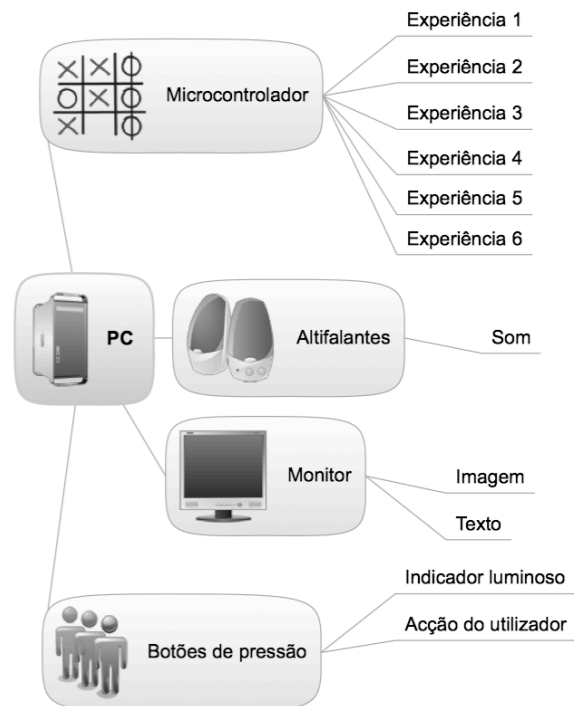 Experiência 1
Experiência 2
Microcontrolador
Experiência 3
Experiência 4
Experiência 5
Experiência 6
PC
Altifalantes
Som
Monitor
Imagem
Texto
Indicador luminoso
Acção do utilizador
Botões de pressão